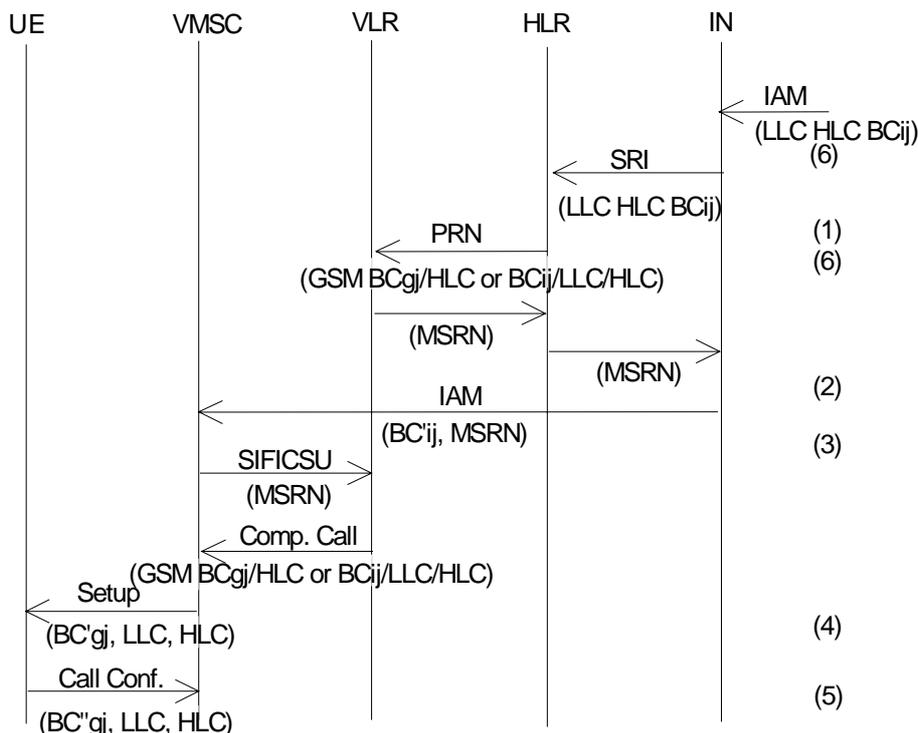 UE VMSC VLR HLR IN
IAM
(LLC HLC BCij)
(6)
SRI
(LLC HLC BCij)
(1)
PRN
(6)
(GSM BCgj/HLC or BCij/LLC/HLC)
(MSRN)
(MSRN)
(2)
IAM
(BC'ij, MSRN)
(3)
SIFICSU
(MSRN)
Comp. Call
(GSM BCgj/HLC or BCij/LLC/HLC)
Setup
(BC'gj, LLC, HLC)
(4)
Call Conf.
(5)
(BC"gj, LLC, HLC)